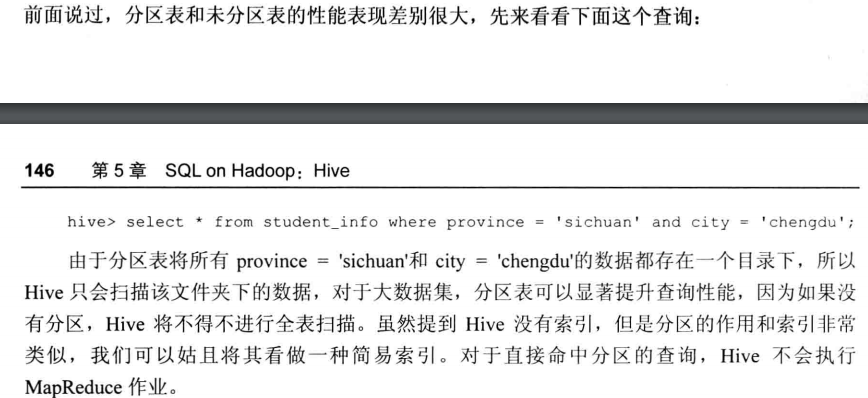 前面说过，分区表和未分区表的性能表现差别很大，先来看看下面这个查询：
146 第 5 章 SQL on Hadoop：Hive
hive> select * from student_info where province = 'sichuan' and city = 'chengdu';
由于分区表将所有 province = 'sichuan'和 city = 'chengdu'的数据都存在一个目录下，所以
Hive 只会扫描该文件夹下的数据，对于大数据集，分区表可以显著提升查询性能，因为如果没
有分区，Hive 将不得不进行全表扫描。虽然提到 Hive 没有索引，但是分区的作用和索引非常
类似，我们可以姑且将其看做一种简易索引。对于直接命中分区的查询，Hive 不会执行
MapReduce 作业。